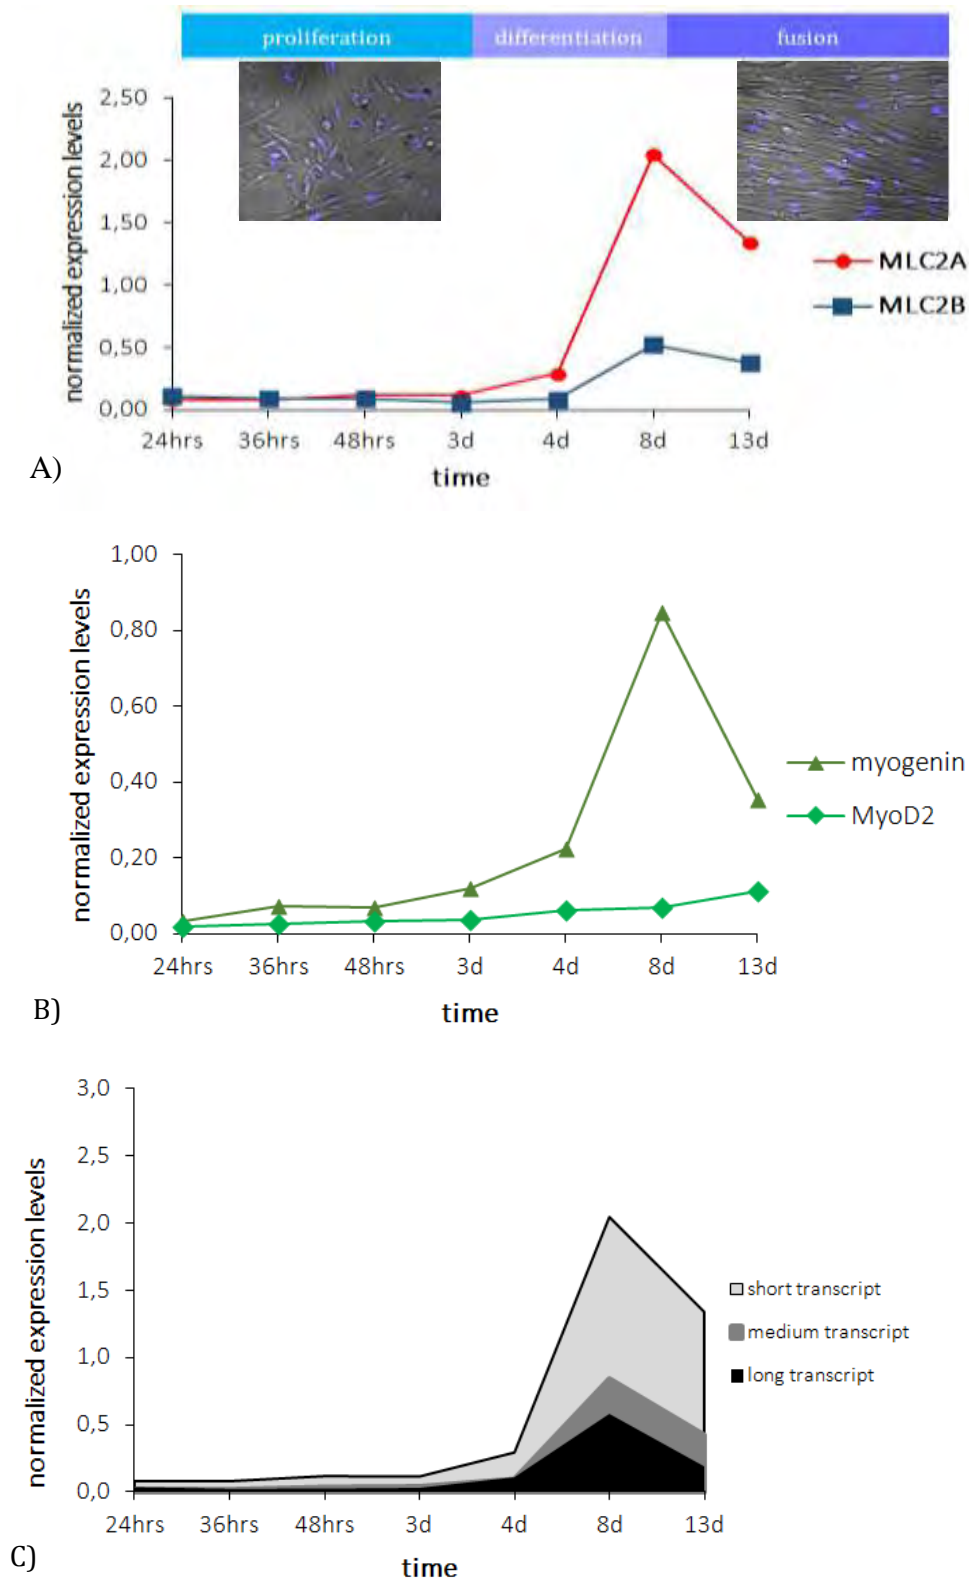 proliferation differentiation fusion
normalized expression levels
2,50
2,00
1,50
1,00
0,50
0,00
24hrs 36hrs 48hrs 3d 4d 8d 13d
time
MLC2A
MLC2B
A)
normalized expression levels
1,00
0,80
0,60
0,40
0,20
0,00
24hrs 36hrs 48hrs 3d 4d 8d 13d
time
myogenin
MyoD2
B)
normalized expression levels
3,0
2,5
2,0
1,5
1,0
0,5
0,0
24hrs 36hrs 48hrs 3d 4d 8d 13d
time
short transcript
medium transcript
long transcript
C)